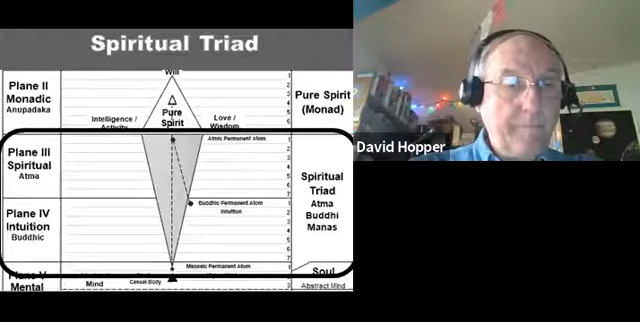 Spiritual Triad
Will
Plane II
Monadic
Anupadaka
Pure
Spirit
Intelligence /
Activity
Love /
Wisdom
Pure Spirit
(Monad)
Plane III
Spiritual
Atma
Atmic Permanent Atom
Plane IV
Intuition
Buddhic
Buddhic Permanent Atom
Intuition
Spiritual
Triad
Atma
Buddhi
Manas
Plane V
Mental
Manasic Permanent Atom
Mind
Casual Body
Soul
Abstract Mind
David Hopper